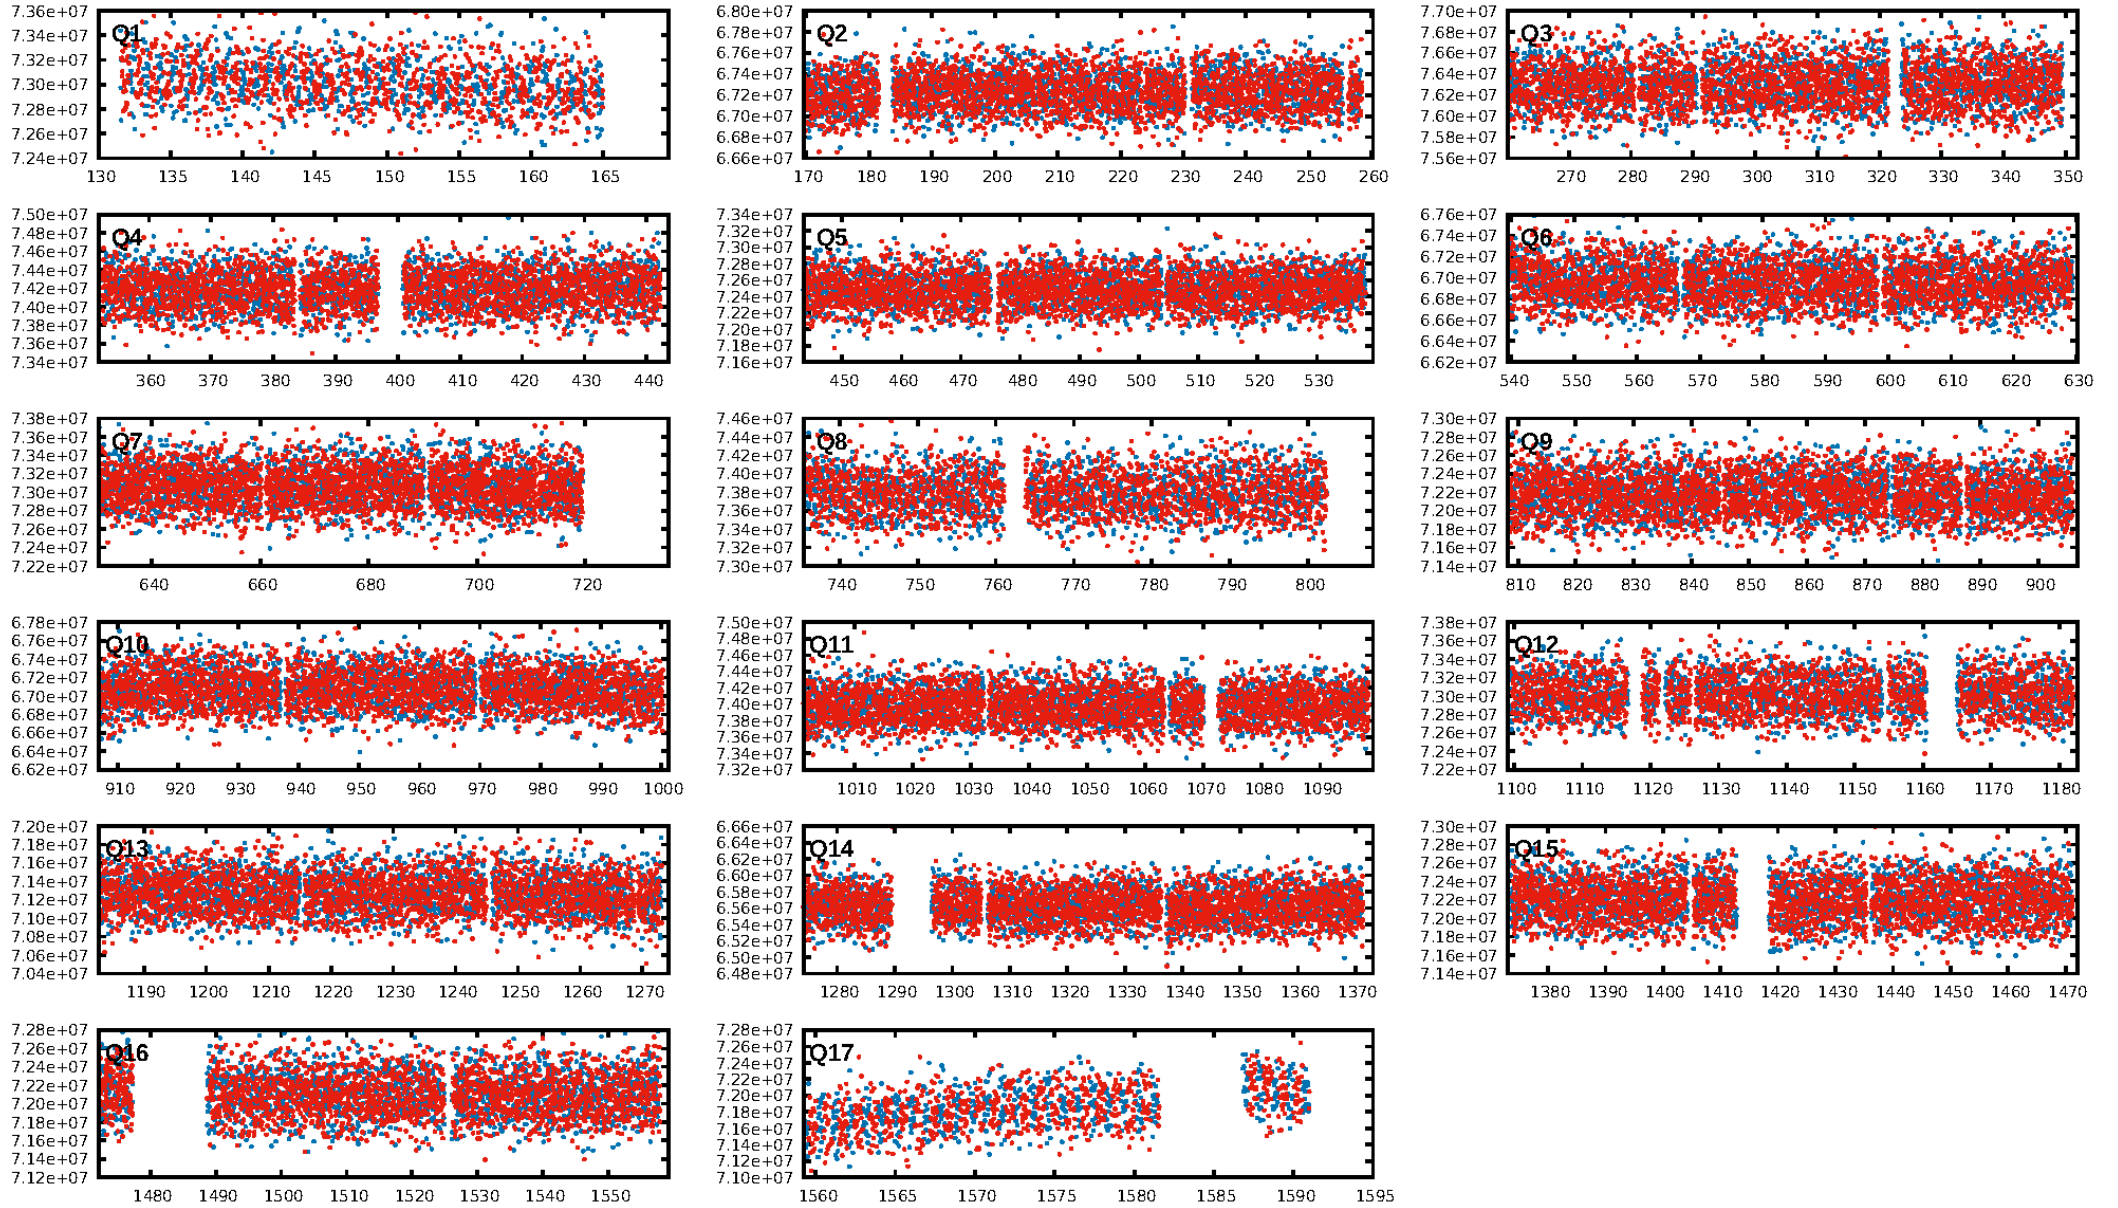 Q1
7.36e+07
7.34e+07
7.32e+07
7.30e+07
7.28e+07
7.26e+07
7.24e+07
130 135 140 145 150 155 160 165
Q2
6.80e+07
6.78e+07
6.76e+07
6.74e+07
6.72e+07
6.70e+07
6.68e+07
6.66e+07
170 180 190 200 210 220 230 240 250 260
Q3
7.70e+07
7.68e+07
7.66e+07
7.64e+07
7.62e+07
7.60e+07
7.58e+07
7.56e+07
270 280 290 300 310 320 330 340 350
Q4
7.50e+07
7.48e+07
7.46e+07
7.44e+07
7.42e+07
7.40e+07
7.38e+07
7.36e+07
7.34e+07
360 370 380 390 400 410 420 430 440
Q5
7.34e+07
7.32e+07
7.30e+07
7.28e+07
7.26e+07
7.24e+07
7.22e+07
7.20e+07
7.18e+07
7.16e+07
450 460 470 480 490 500 510 520 530
Q6
6.76e+07
6.74e+07
6.72e+07
6.70e+07
6.68e+07
6.66e+07
6.64e+07
6.62e+07
540 550 560 570 580 590 600 610 620 630
Q7
7.38e+07
7.36e+07
7.34e+07
7.32e+07
7.30e+07
7.28e+07
7.26e+07
7.24e+07
7.22e+07
640 660 680 700 720
Q8
7.46e+07
7.44e+07
7.42e+07
7.40e+07
7.38e+07
7.36e+07
7.34e+07
7.32e+07
7.30e+07
740 750 760 770 780 790 800
Q9
7.30e+07
7.28e+07
7.26e+07
7.24e+07
7.22e+07
7.20e+07
7.18e+07
7.16e+07
7.14e+07
810 820 830 840 850 860 870 880 890 900
Q10
6.78e+07
6.76e+07
6.74e+07
6.72e+07
6.70e+07
6.68e+07
6.66e+07
6.64e+07
6.62e+07
910 920 930 940 950 960 970 980 990 1000
Q11
7.50e+07
7.48e+07
7.46e+07
7.44e+07
7.42e+07
7.40e+07
7.38e+07
7.36e+07
7.34e+07
7.32e+07
1010 1020 1030 1040 1050 1060 1070 1080 1090
Q12
7.38e+07
7.36e+07
7.34e+07
7.32e+07
7.30e+07
7.28e+07
7.26e+07
7.24e+07
7.22e+07
1100 1110 1120 1130 1140 1150 1160 1170 1180
Q13
7.20e+07
7.18e+07
7.16e+07
7.14e+07
7.12e+07
7.10e+07
7.08e+07
7.06e+07
7.04e+07
1190 1200 1210 1220 1230 1240 1250 1260 1270
Q14
6.66e+07
6.64e+07
6.62e+07
6.60e+07
6.58e+07
6.56e+07
6.54e+07
6.52e+07
6.50e+07
6.48e+07
1280 1290 1300 1310 1320 1330 1340 1350 1360 1370
Q15
7.30e+07
7.28e+07
7.26e+07
7.24e+07
7.22e+07
7.20e+07
7.18e+07
7.16e+07
7.14e+07
1380 1390 1400 1410 1420 1430 1440 1450 1460 1470
Q16
7.28e+07
7.26e+07
7.24e+07
7.22e+07
7.20e+07
7.18e+07
7.16e+07
7.14e+07
7.12e+07
1480 1490 1500 1510 1520 1530 1540 1550
Q17
7.28e+07
7.26e+07
7.24e+07
7.22e+07
7.20e+07
7.18e+07
7.16e+07
7.14e+07
7.12e+07
7.10e+07
1560 1565 1570 1575 1580 1585 1590 1595